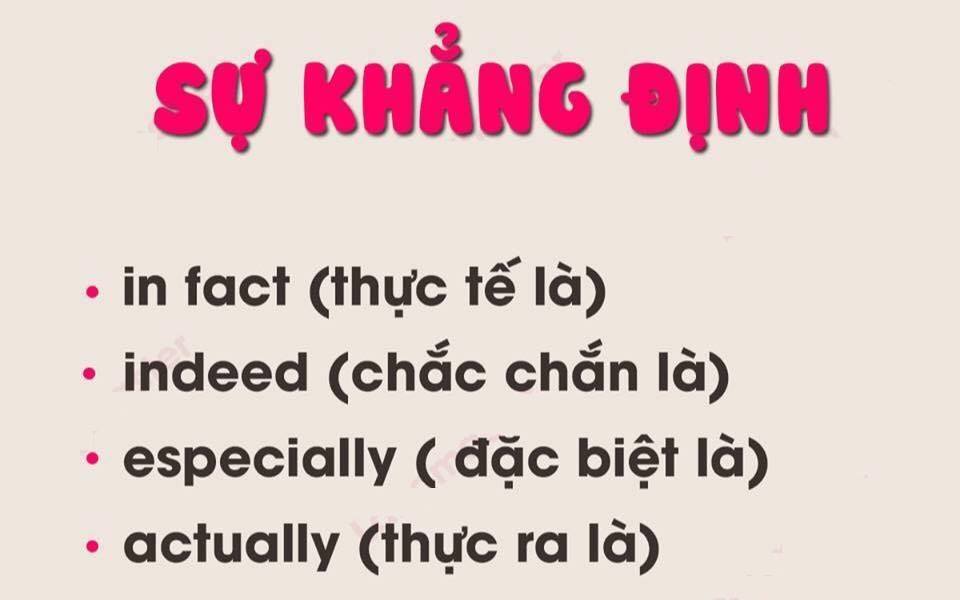 SỰ KHẲNG ĐỊNH
• in fact (thực tế là)
• indeed (chắc chắn là)
• especially ( đặc biệt là)
• actually (thực ra là)